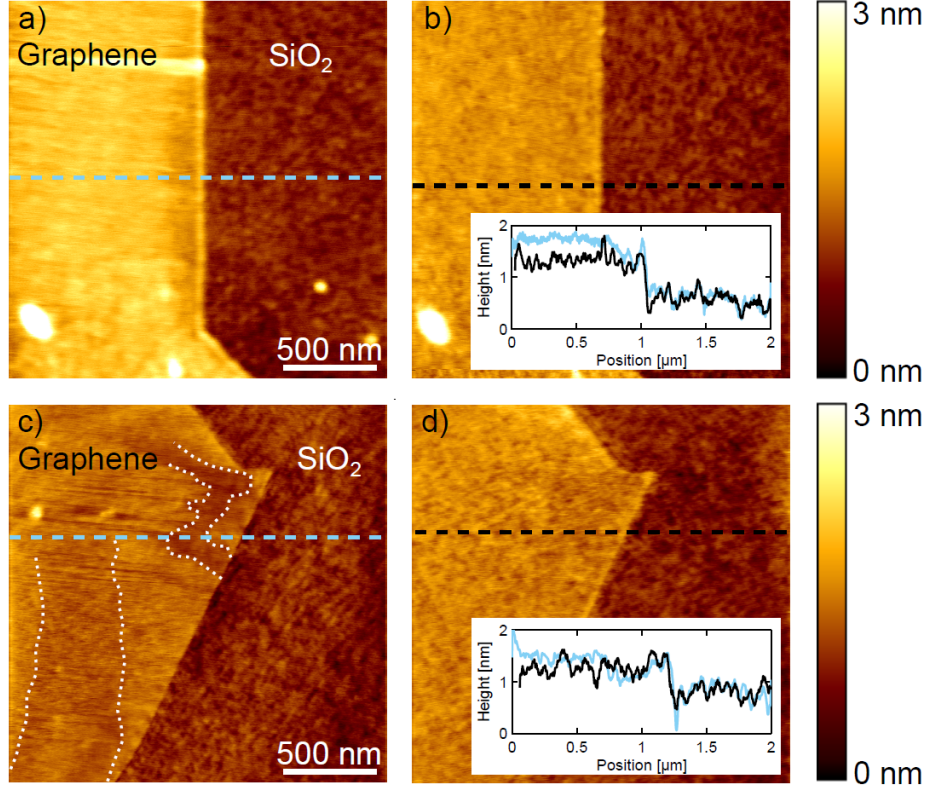 a)
Graphene
SiO₂
500 nm
b)
2
1
0
Height [nm]
0 0.5 1 1.5 2
Position [µm]
3 nm
0 nm
c)
Graphene
SiO₂
500 nm
d)
2
1
0
Height [nm]
0 0.5 1 1.5 2
Position [µm]
3 nm
0 nm